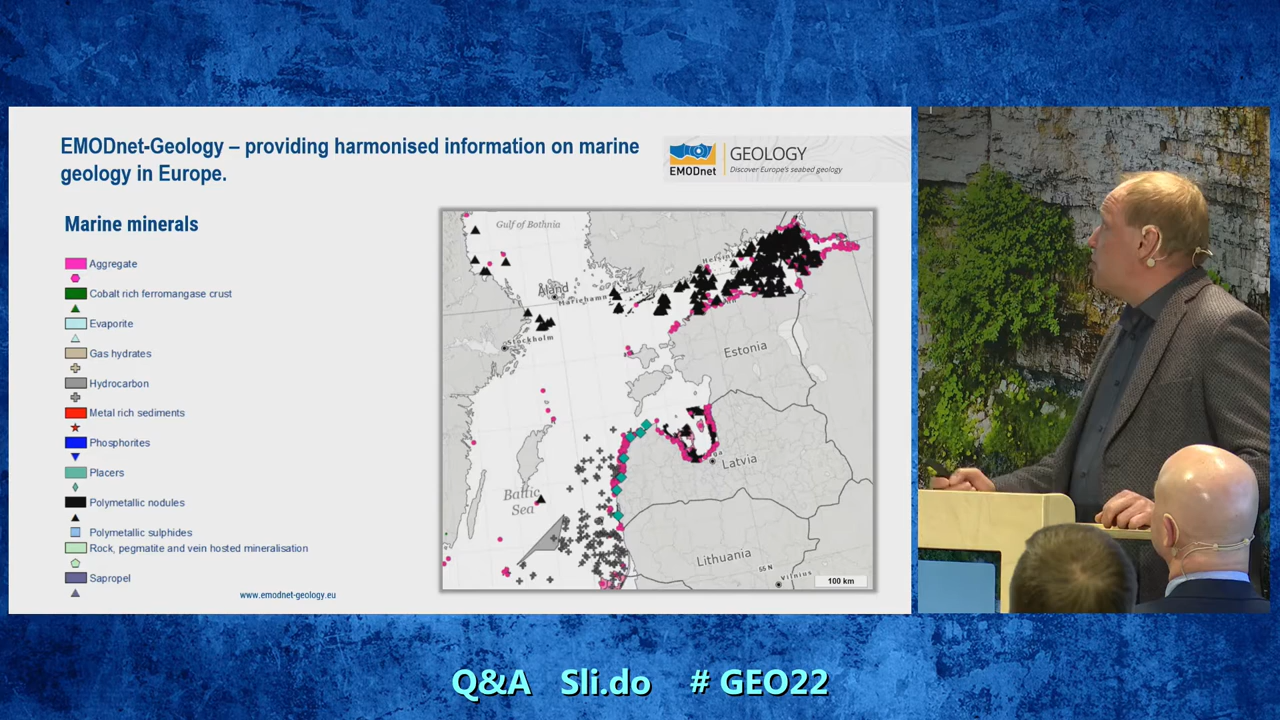 EMODnet-Geology – providing harmonised information on marine
geology in Europe.
EMODnet
GEOLOGY
Discover Europe's seabed geology
Marine minerals
Aggregate
Cobalt rich ferromangase crust
Evaporite
Gas hydrates
Hydrocarbon
Metal rich sediments
Phosphorites
Placers
Polymetallic nodules
Polymetallic sulphides
Rock, pegmatite and vein hosted mineralisation
Sapropel
www.emodnet-geology.eu
Gulf of Bothnia
Åland
Mariehamn
Stockholm
Estonia
Latvia
Baltic
Sea
Lithuania
55 N
Vilnius
100 km
Q&A Sli.do # GEO22